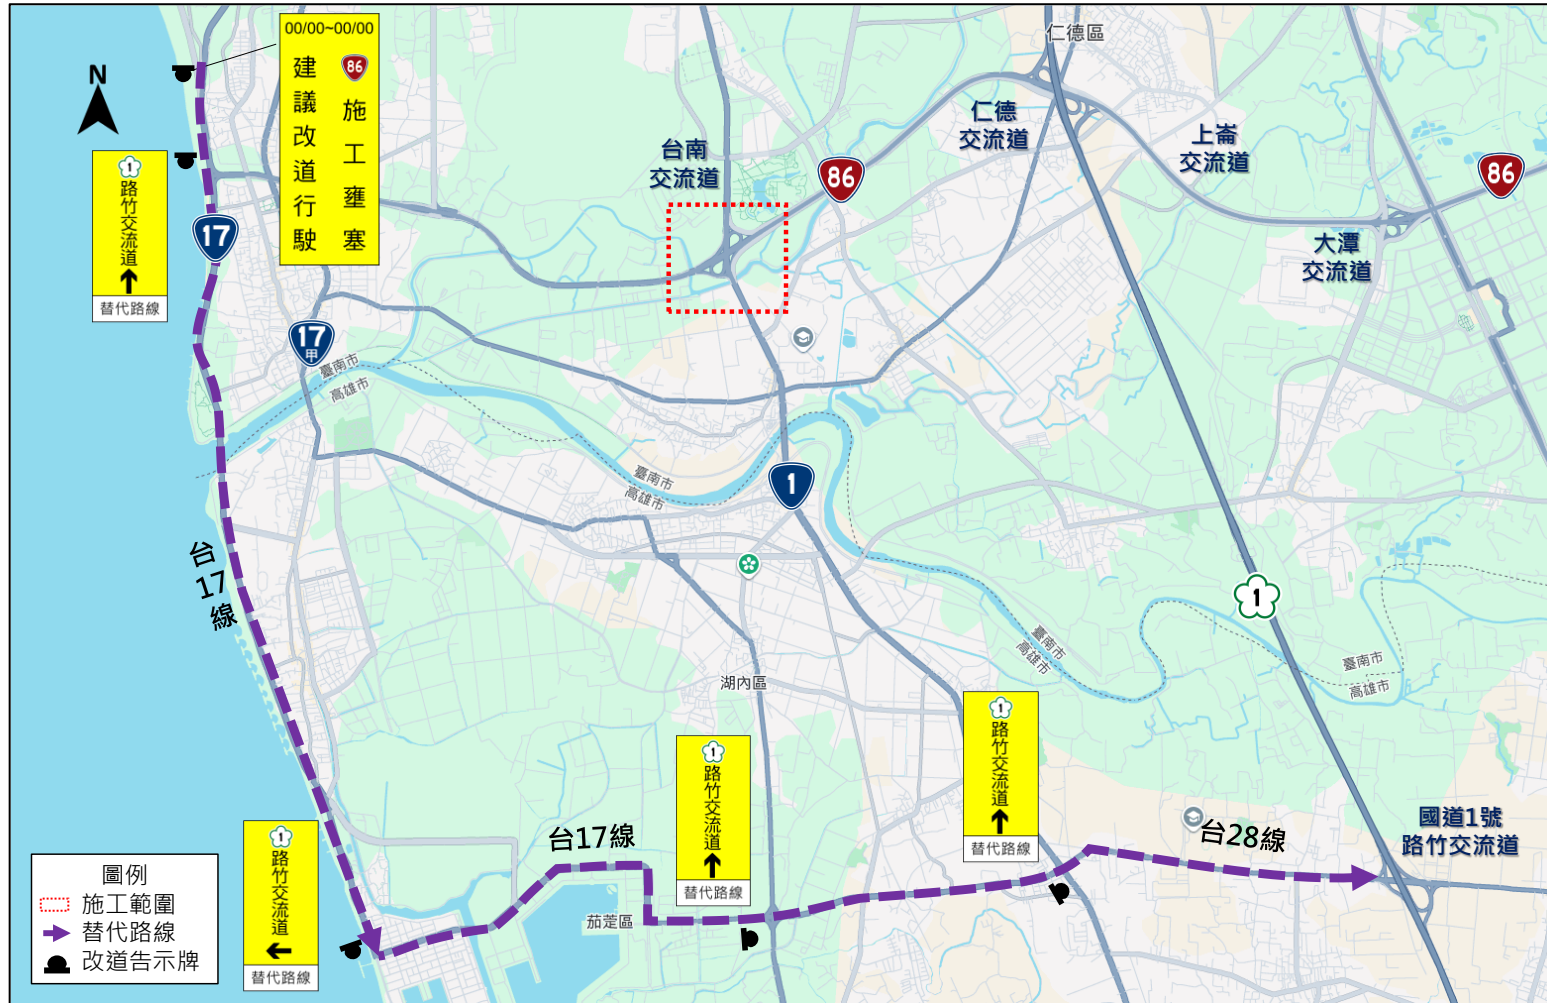 00/00~00/00
86施工壅塞
建議改道行駛
N
1
路竹交流道
替代路線
17
17
甲
臺南市
高雄市
台南
交流道
86
仁德
交流道
仁德區
上崙
交流道
86
大潭
交流道
臺南市
高雄市
1
台17線
1
臺南市
高雄市
臺南市
高雄市
湖內區
1
路竹交流道
替代路線
1
路竹交流道
替代路線
1
路竹交流道
替代路線
台17線
台28線
國道1號
路竹交流道
茄萣區
圖例
施工範圍
替代路線
改道告示牌